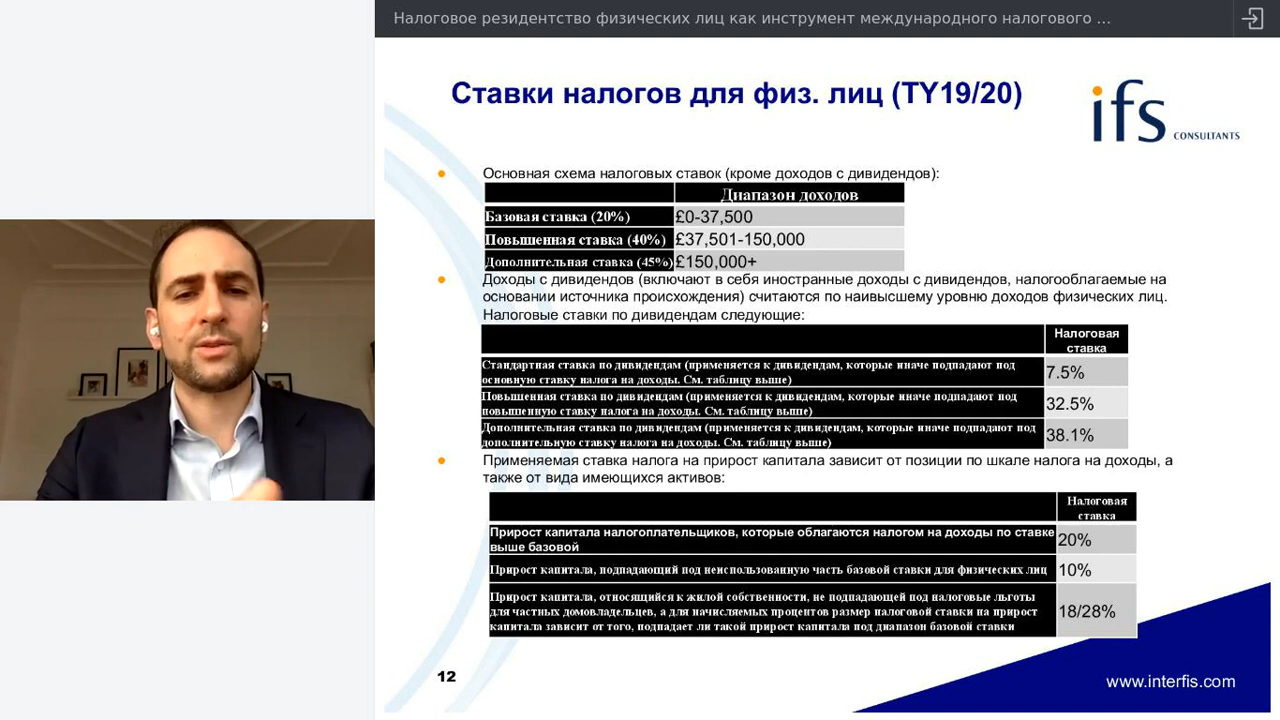 Налоговое резидентство физических лиц как инструмент международного налогового ...
Ставки налогов для физ. лиц (TY19/20)
ifs CONSULTANTS
Основная схема налоговых ставок (кроме доходов с дивидендов):
Диапазон доходов
Базовая ставка (20%) £0-37,500
Повышенная ставка (40%) £37,501-150,000
Дополнительная ставка (45%) £150,000+
Доходы с дивидендов (включают в себя иностранные доходы с дивидендов, налогооблагаемые на
основании источника происхождения) считаются по наивысшему уровню доходов физических лиц.
Налоговые ставки по дивидендам следующие:
Налоговая
ставка
Стандартная ставка по дивидендам (применяется к дивидендам, которые иначе подпадают под
основную ставку налога на доходы. См. таблицу выше)
7.5%
Повышенная ставка по дивидендам (применяется к дивидендам, которые иначе подпадают под
повышенную ставку налога на доходы. См. таблицу выше)
32.5%
Дополнительная ставка по дивидендам (применяется к дивидендам, которые иначе подпадают под
дополнительную ставку налога на доходы. См. таблицу выше)
38.1%
Применяемая ставка налога на прирост капитала зависит от позиции по шкале налога на доходы, а
также от вида имеющихся активов:
Налоговая
ставка
Прирост капитала налогоплательщиков, которые облагаются налогом на доходы по ставке
выше базовой
20%
Прирост капитала, подпадающий под неиспользованную часть базовой ставки для физических лиц
10%
Прирост капитала, относящийся к жилой собственности, не подпадающей под налоговые льготы
для частных домовладельцев, а для начисляемых процентов размер налоговой ставки на прирост
капитала зависит от того, подпадает ли такой прирост капитала под диапазон базовой ставки
18/28%
12
www.interfis.com